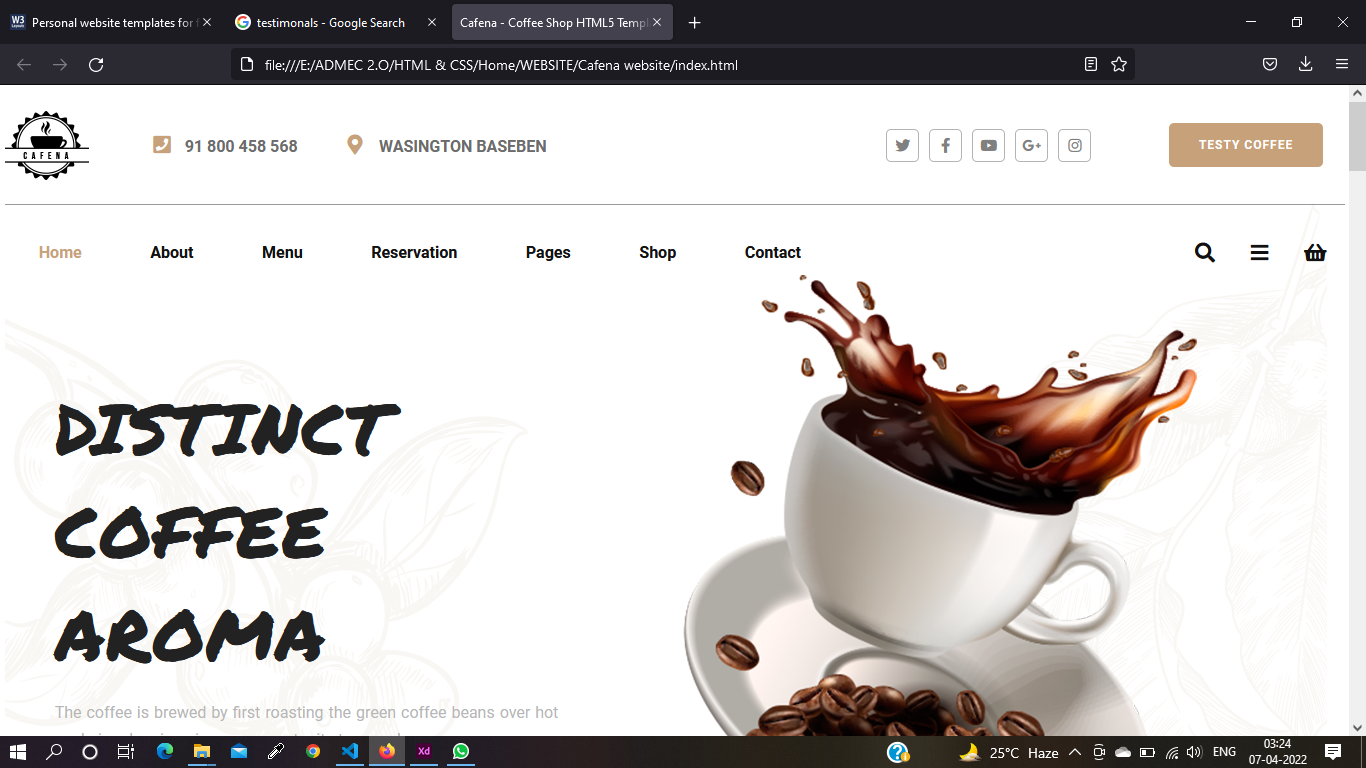 Personal website templates for f
testimonals - Google Search
Cafena - Coffee Shop HTML5 Templ
file:///E:/ADMEC 2.O/HTML & CSS/Home/WEBSITE/Cafena website/index.html
CAFENA
91 800 458 568
WASINGTON BASEBEN
TESTY COFFEE
Home About Menu Reservation Pages Shop Contact
DISTINCT
COFFEE
AROMA
The coffee is brewed by first roasting the green coffee beans over hot
25°C Haze
ENG
03:24
07-04-2022